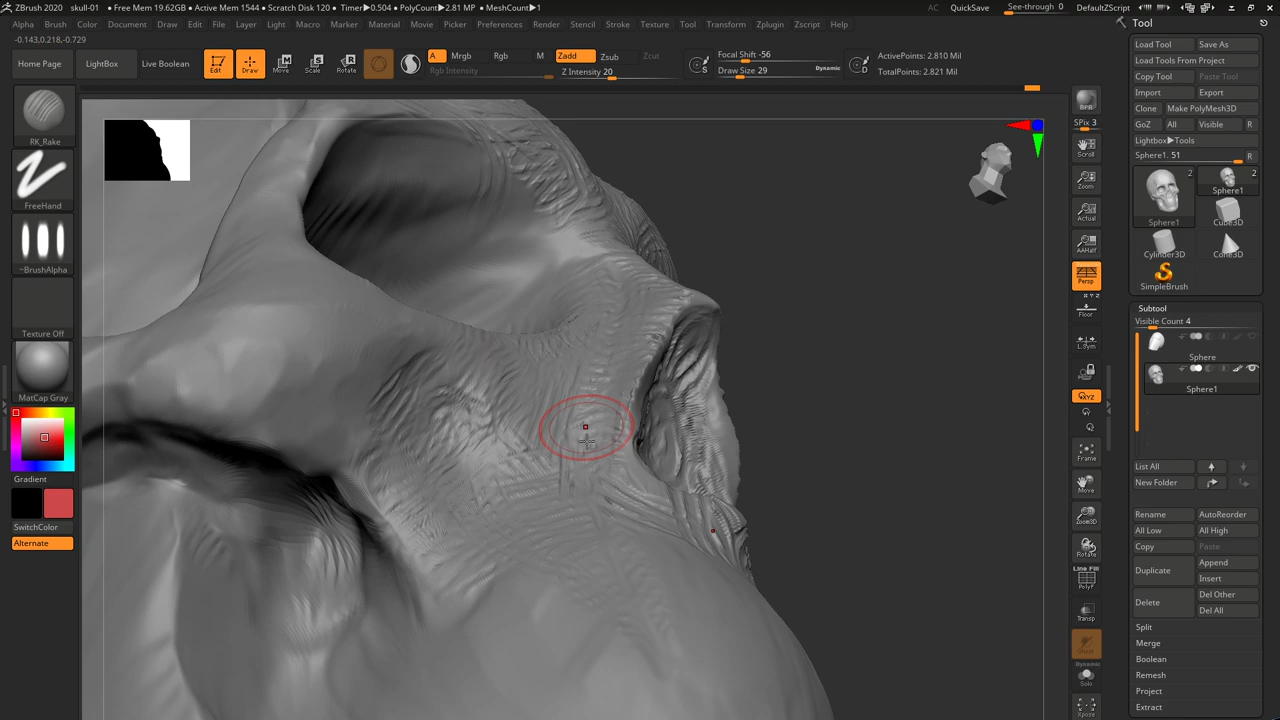 ZBrush 2020 skull-01 • Free Mem 19.62GB • Active Mem 1544 • Scratch Disk 120 • Timer▶0.504 • PolyCount▶2.81 MP • MeshCount▶1 AC QuickSave See-through 0 DefaultZScript
Alpha Brush Color Document Draw Edit File Layer Light Macro Marker Material Movie Picker Preferences Render Stencil Stroke Texture Tool Transform Zplugin Zscript Help
-0.143,0.218,-0.729
Home Page LightBox Live Boolean Edit Draw Move Scale Rotate
A Mrgb Rgb M Zadd Zsub Zcut
Rgb Intensity Z Intensity 20
Focal Shift -56
Draw Size 29 Dynamic
S D
ActivePoints: 2.810 Mil
TotalPoints: 2.821 Mil
RK_Rake
FreeHand
~BrushAlpha
Texture Off
MatCap Gray
Gradient
SwitchColor
Alternate
BPR
SPix 3
Scroll
Zoom
Actual
AAHalf
Persp
Floor
L.Sym
XYZ
Frame
Move
Zoom3D
Rotate
Line Fill
PolyF
Transp
Ghost
Dynamic
Solo
Xpose
Tool
Load Tool Save As
Load Tools From Project
Copy Tool Paste Tool
Import Export
Clone Make PolyMesh3D
GoZ All Visible R
Lightbox▶Tools
Sphere1. 51 R
2 2
Sphere1
Sphere1 Cube3D
Cylinder3D Cone3D
SimpleBrush
Subtool
Visible Count 4
Sphere
Sphere1
List All
New Folder
Rename AutoReorder
All Low All High
Copy Paste
Duplicate Append
Insert
Delete Del Other
Del All
Split
Merge
Boolean
Remesh
Project
Extract